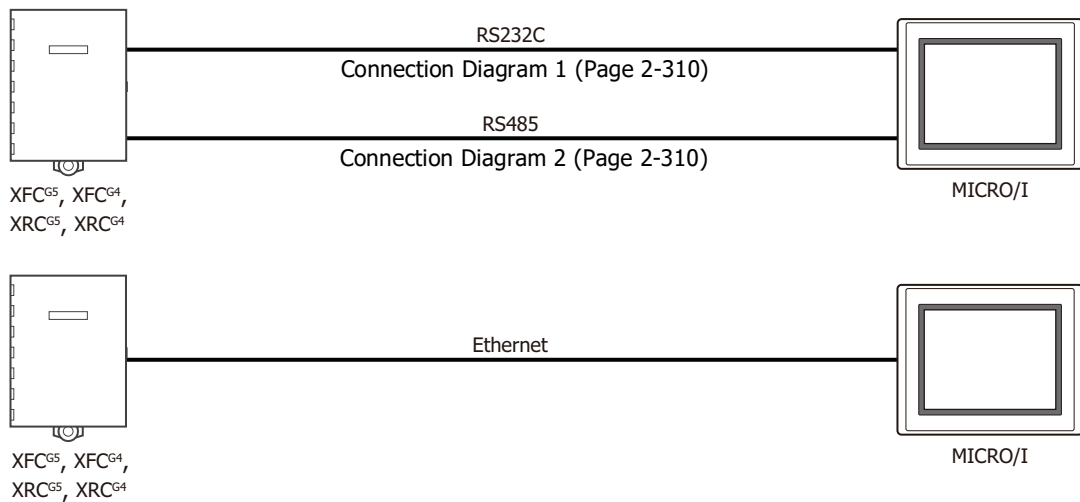 RS232C
Connection Diagram 1 (Page 2-310)
RS485
Connection Diagram 2 (Page 2-310)
XFCᴳ⁵, XFCᴳ⁴,
XRCᴳ⁵, XRCᴳ⁴
MICRO/I
Ethernet
XFCᴳ⁵, XFCᴳ⁴,
XRCᴳ⁵, XRCᴳ⁴
MICRO/I